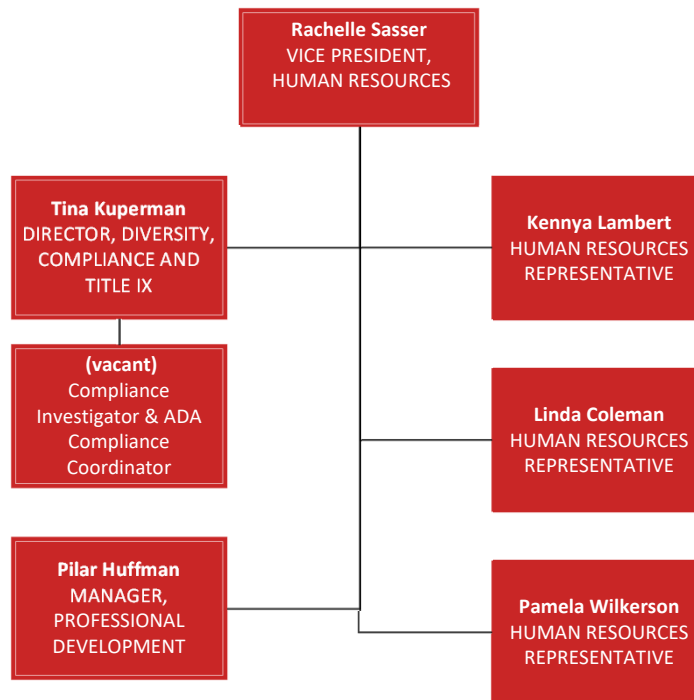 Rachelle Sasser
VICE PRESIDENT,
HUMAN RESOURCES
Tina Kuperman
DIRECTOR, DIVERSITY,
COMPLIANCE AND
TITLE IX
Kennya Lambert
HUMAN RESOURCES
REPRESENTATIVE
(vacant)
Compliance
Investigator & ADA
Compliance
Coordinator
Linda Coleman
HUMAN RESOURCES
REPRESENTATIVE
Pilar Huffman
MANAGER,
PROFESSIONAL
DEVELOPMENT
Pamela Wilkerson
HUMAN RESOURCES
REPRESENTATIVE